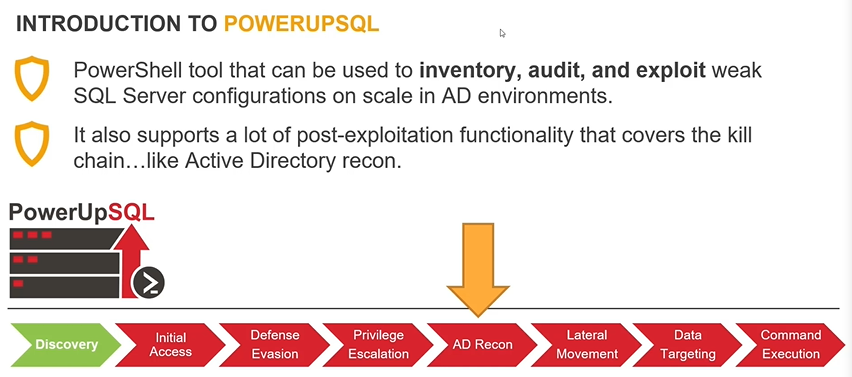 INTRODUCTION TO POWERUPSQL
PowerShell tool that can be used to inventory, audit, and exploit weak
SQL Server configurations on scale in AD environments.
It also supports a lot of post-exploitation functionality that covers the kill
chain…like Active Directory recon.
PowerUpSQL
Discovery
Initial
Access
Defense
Evasion
Privilege
Escalation
AD Recon
Lateral
Movement
Data
Targeting
Command
Execution